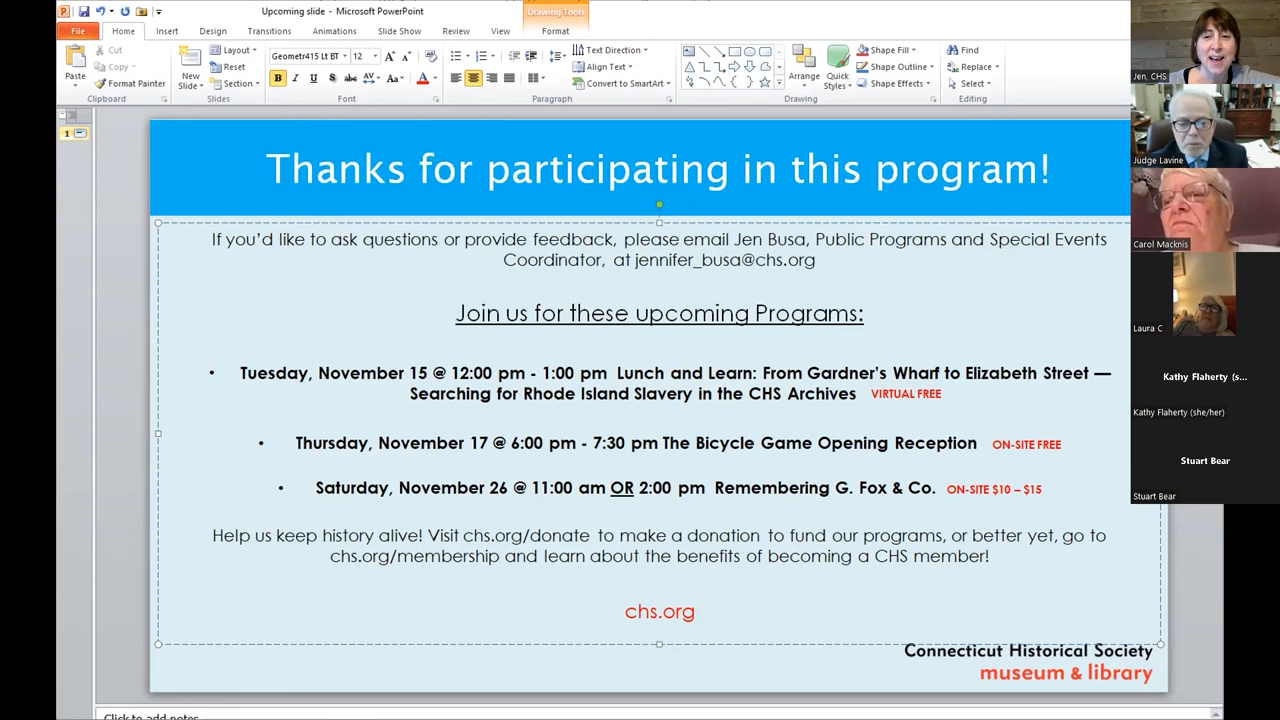 Upcoming slide - Microsoft PowerPoint
Drawing Tools
File Home Insert Design Transitions Animations Slide Show Review View Format
Paste
Cut
Copy
Format Painter
Clipboard
New Slide
Layout
Reset
Section
Slides
Geometr415 Lt BT 12
Font
Text Direction
Align Text
Convert to SmartArt
Paragraph
Arrange
Quick Styles
Shape Fill
Shape Outline
Shape Effects
Drawing
Find
Replace
Select
Editing
1
Thanks for participating in this program!
If you'd like to ask questions or provide feedback, please email Jen Busa, Public Programs and Special Events
Coordinator, at jennifer_busa@chs.org
Join us for these upcoming Programs:
• Tuesday, November 15 @ 12:00 pm - 1:00 pm Lunch and Learn: From Gardner's Wharf to Elizabeth Street —
Searching for Rhode Island Slavery in the CHS Archives VIRTUAL FREE
• Thursday, November 17 @ 6:00 pm - 7:30 pm The Bicycle Game Opening Reception ON-SITE FREE
• Saturday, November 26 @ 11:00 am OR 2:00 pm Remembering G. Fox & Co. ON-SITE $10 – $15
Help us keep history alive! Visit chs.org/donate to make a donation to fund our programs, or better yet, go to
chs.org/membership and learn about the benefits of becoming a CHS member!
chs.org
Connecticut Historical Society
museum & library
Click to add notes
Jen, CHS
Judge Lavine
Carol Macknis
Laura C
Kathy Flaherty (s...
Kathy Flaherty (she/her)
Stuart Bear
Stuart Bear